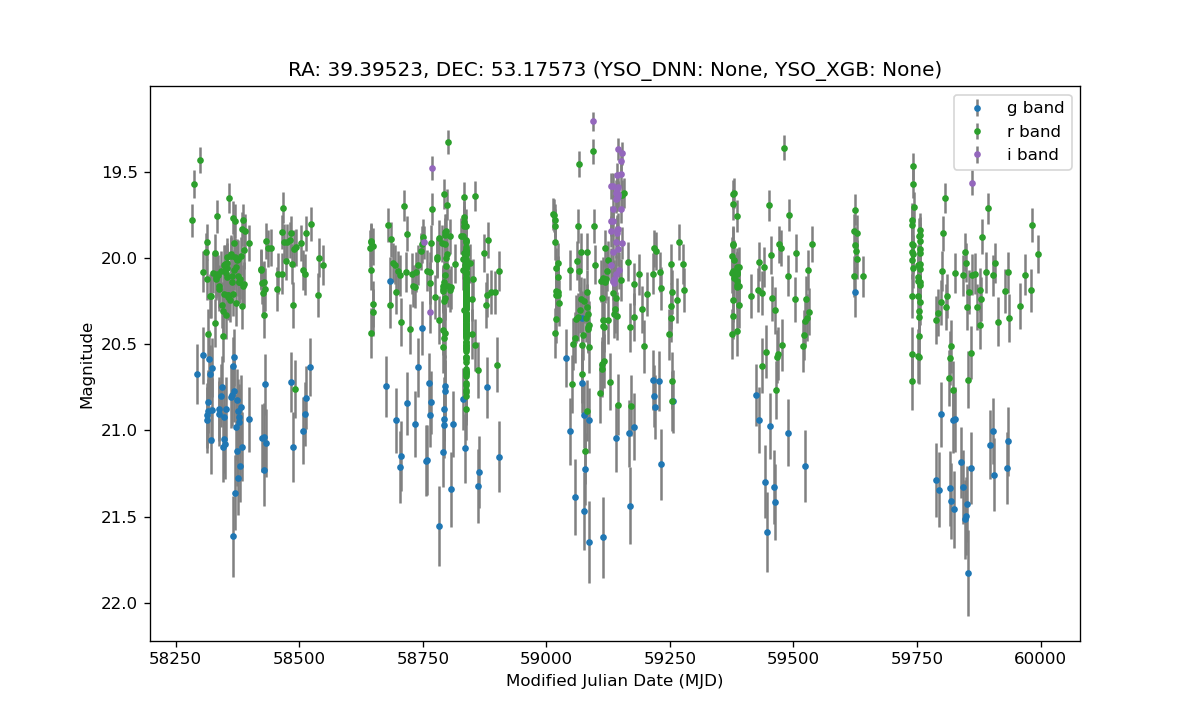 RA: 39.39523, DEC: 53.17573 (YSO_DNN: None, YSO_XGB: None)
g band
r band
i band
19.5
20.0
20.5
21.0
21.5
22.0
Magnitude
58250 58500 58750 59000 59250 59500 59750 60000
Modified Julian Date (MJD)